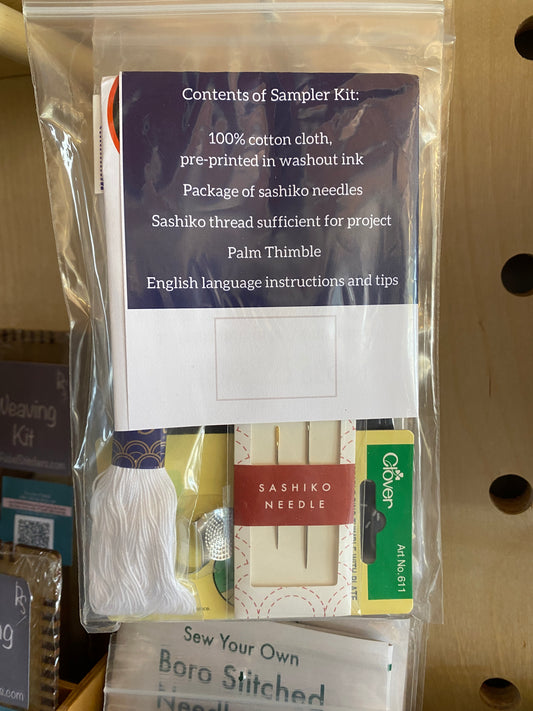 Contents of Sampler Kit:
100% cotton cloth,
pre-printed in washout ink
Package of sashiko needles
Sashiko thread sufficient for project
Palm Thimble
English language instructions and tips
SASHIKO
NEEDLE
Clover
Art No.611
Weaving
Kit
Sew Your Own
Boro Stitched